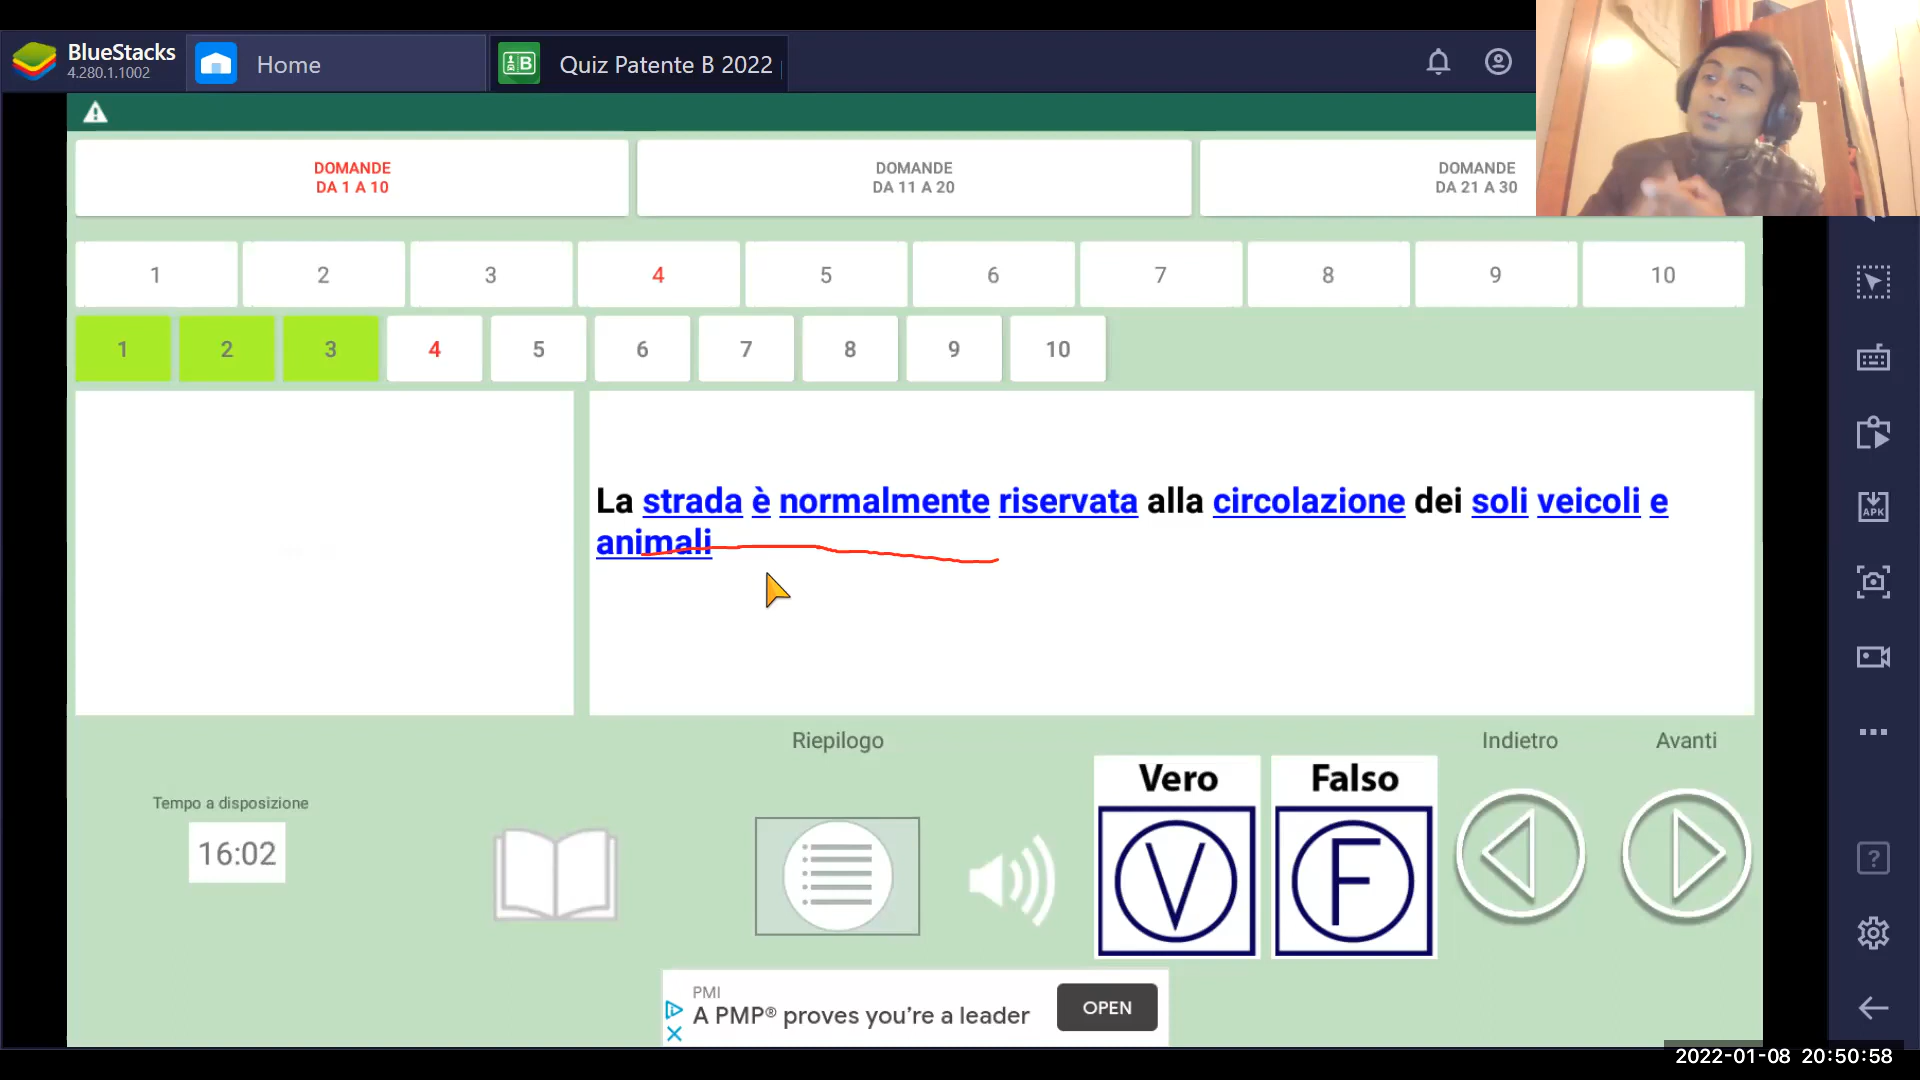 BlueStacks
4.280.1.1002
Home
B
Quiz Patente B 2022
DOMANDE
DA 1 A 10
DOMANDE
DA 11 A 20
DOMANDE
DA 21 A 30
1 2 3 4 5 6 7 8 9 10
1 2 3 4 5 6 7 8 9 10
La strada è normalmente riservata alla circolazione dei soli veicoli e
animali
Riepilogo
Indietro
Avanti
Vero
Falso
V
F
Tempo a disposizione
16:02
APK
?
PMI
A PMP® proves you're a leader
OPEN
2022-01-08 20:50:58